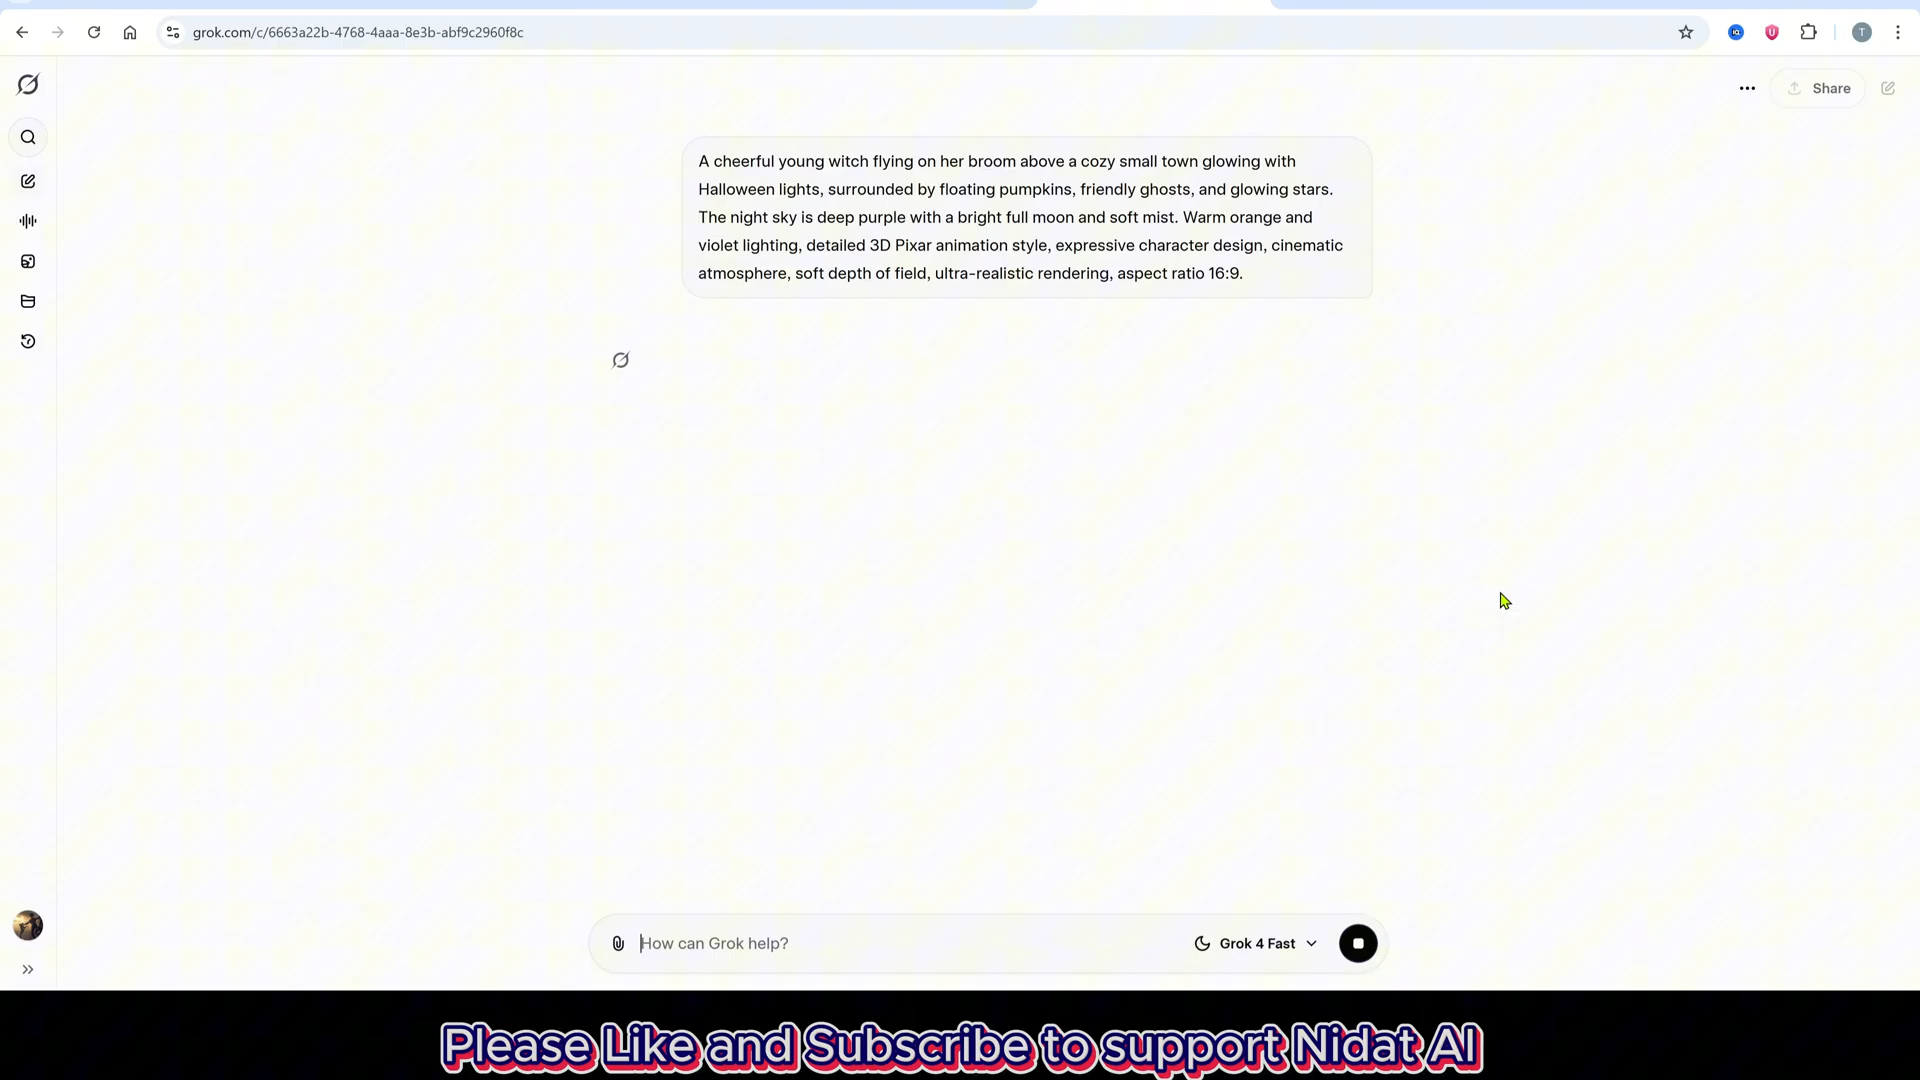 grok.com/c/6663a22b-4768-4aaa-8e3b-abf9c2960f8c
T
Share
A cheerful young witch flying on her broom above a cozy small town glowing with
Halloween lights, surrounded by floating pumpkins, friendly ghosts, and glowing stars.
The night sky is deep purple with a bright full moon and soft mist. Warm orange and
violet lighting, detailed 3D Pixar animation style, expressive character design, cinematic
atmosphere, soft depth of field, ultra-realistic rendering, aspect ratio 16:9.
How can Grok help?
Grok 4 Fast
Please Like and Subscribe to support Nidat AI